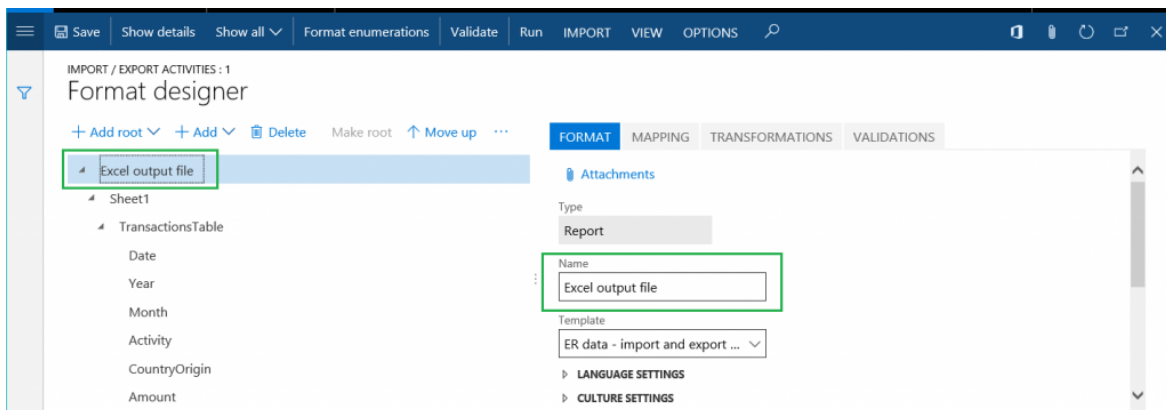 Save Show details Show all Format enumerations Validate Run IMPORT VIEW OPTIONS
IMPORT / EXPORT ACTIVITIES : 1
Format designer
+ Add root + Add Delete Make root Move up ...
FORMAT MAPPING TRANSFORMATIONS VALIDATIONS
Excel output file
Attachments
Sheet1
Type
TransactionsTable
Report
Date
Name
Year
Excel output file
Month
Template
Activity
ER data - import and export ...
CountryOrigin
LANGUAGE SETTINGS
Amount
CULTURE SETTINGS